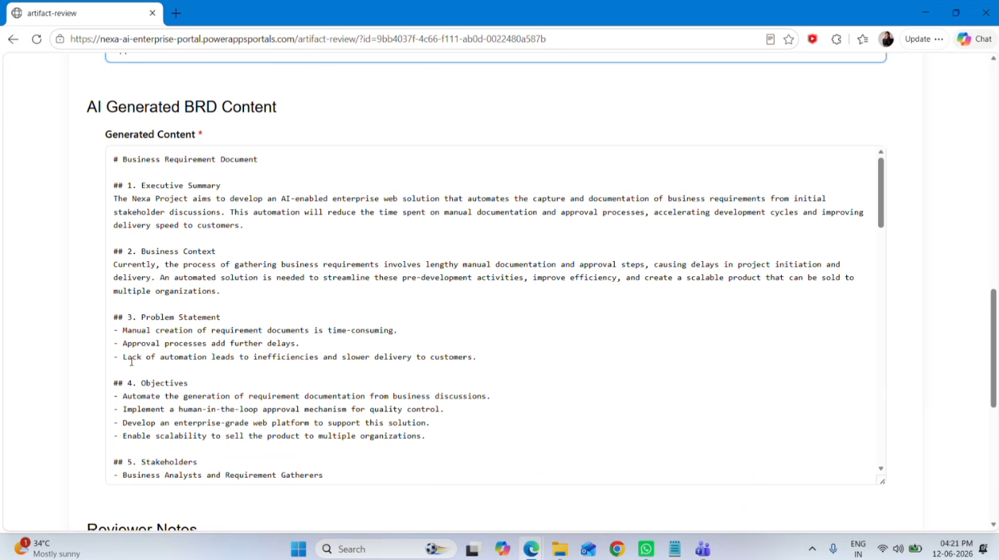 artifact-review
https://nexa-ai-enterprise-portal.powerappsportals.com/artifact-review/?id=9bb4037f-4c66-f111-ab0d-0022480a587b
Update
Chat
AI Generated BRD Content
Generated Content *
# Business Requirement Document
## 1. Executive Summary
The Nexa Project aims to develop an AI-enabled enterprise web solution that automates the capture and documentation of business requirements from initial
stakeholder discussions. This automation will reduce the time spent on manual documentation and approval processes, accelerating development cycles and improving
delivery speed to customers.
## 2. Business Context
Currently, the process of gathering business requirements involves lengthy manual documentation and approval steps, causing delays in project initiation and
delivery. An automated solution is needed to streamline these pre-development activities, improve efficiency, and create a scalable product that can be sold to
multiple organizations.
## 3. Problem Statement
- Manual creation of requirement documents is time-consuming.
- Approval processes add further delays.
- Lack of automation leads to inefficiencies and slower delivery to customers.
## 4. Objectives
- Automate the generation of requirement documentation from business discussions.
- Implement a human-in-the-loop approval mechanism for quality control.
- Develop an enterprise-grade web platform to support this solution.
- Enable scalability to sell the product to multiple organizations.
## 5. Stakeholders
- Business Analysts and Requirement Gatherers
Reviewer Notes
1
34°C
Mostly sunny
Search
ENG
IN
04:21 PM
12-06-2026